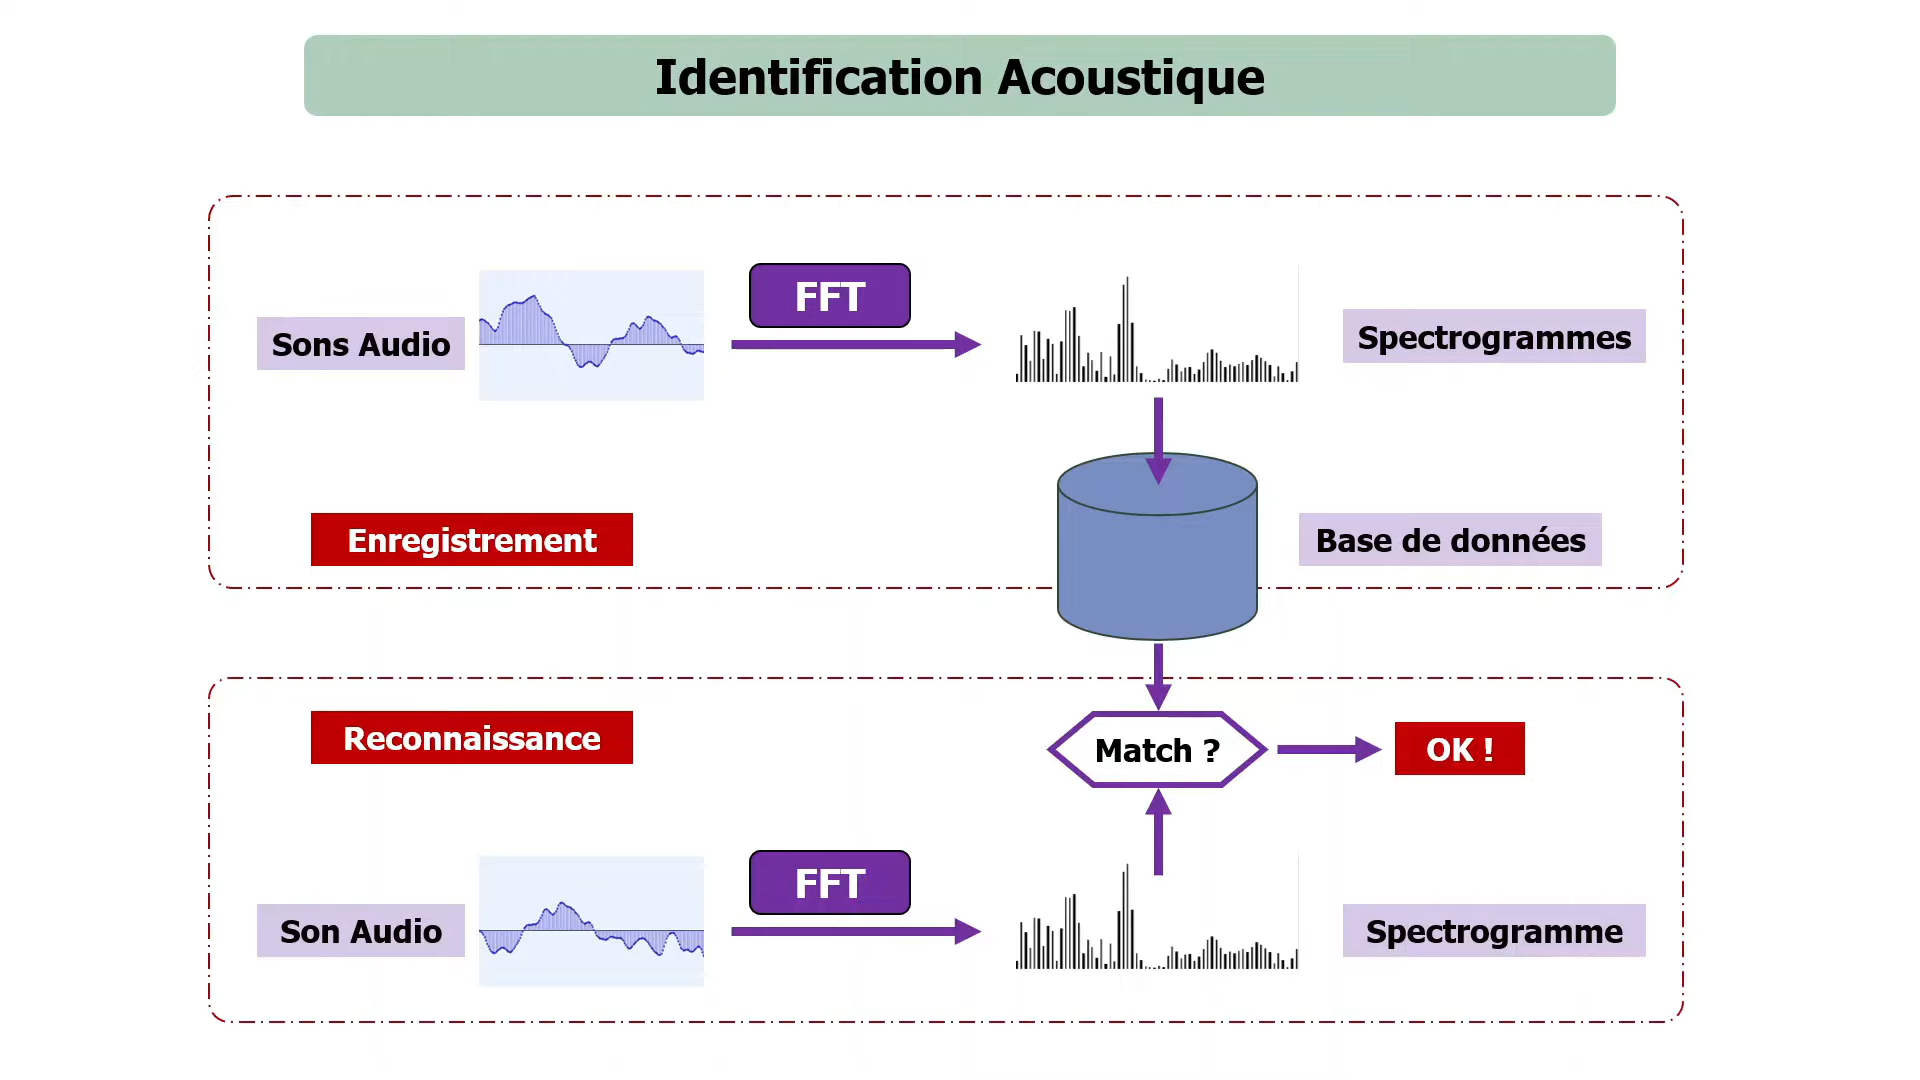 Identification Acoustique
Sons Audio
FFT
Spectrogrammes
Enregistrement
Base de données
Reconnaissance
Match ?
OK !
Son Audio
FFT
Spectrogramme